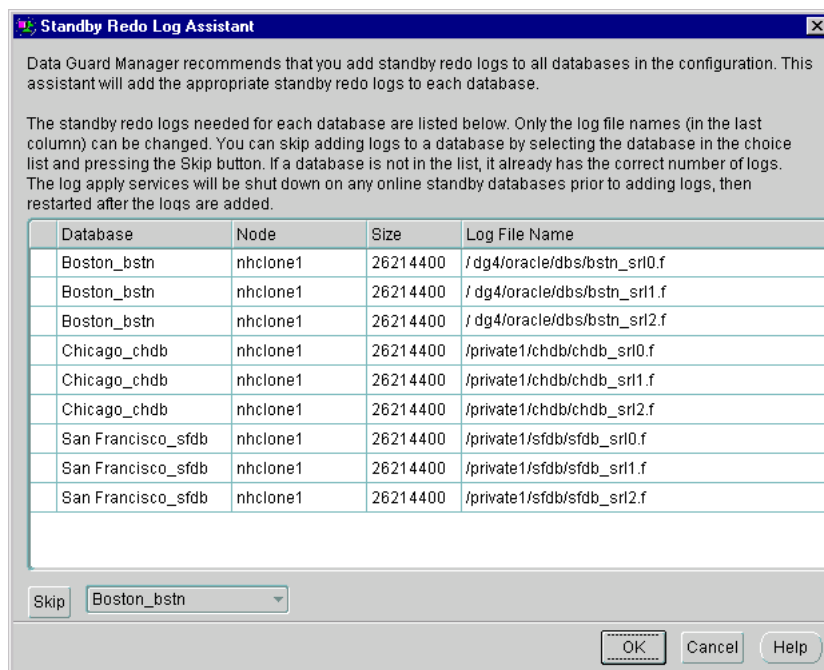 Standby Redo Log Assistant
Data Guard Manager recommends that you add standby redo logs to all databases in the configuration. This
assistant will add the appropriate standby redo logs to each database.
The standby redo logs needed for each database are listed below. Only the log file names (in the last
column) can be changed. You can skip adding logs to a database by selecting the database in the choice
list and pressing the Skip button. If a database is not in the list, it already has the correct number of logs.
The log apply services will be shut down on any online standby databases prior to adding logs, then
restarted after the logs are added.
Database Node Size Log File Name
Boston_bstn nhclone1 26214400 / dg4/oracle/dbs/bstn_srl0.f
Boston_bstn nhclone1 26214400 / dg4/oracle/dbs/bstn_srl1.f
Boston_bstn nhclone1 26214400 / dg4/oracle/dbs/bstn_srl2.f
Chicago_chdb nhclone1 26214400 /private1/chdb/chdb_srl0.f
Chicago_chdb nhclone1 26214400 /private1/chdb/chdb_srl1.f
Chicago_chdb nhclone1 26214400 /private1/chdb/chdb_srl2.f
San Francisco_sfdb nhclone1 26214400 /private1/sfdb/sfdb_srl0.f
San Francisco_sfdb nhclone1 26214400 /private1/sfdb/sfdb_srl1.f
San Francisco_sfdb nhclone1 26214400 /private1/sfdb/sfdb_srl2.f
Skip Boston_bstn
OK Cancel Help